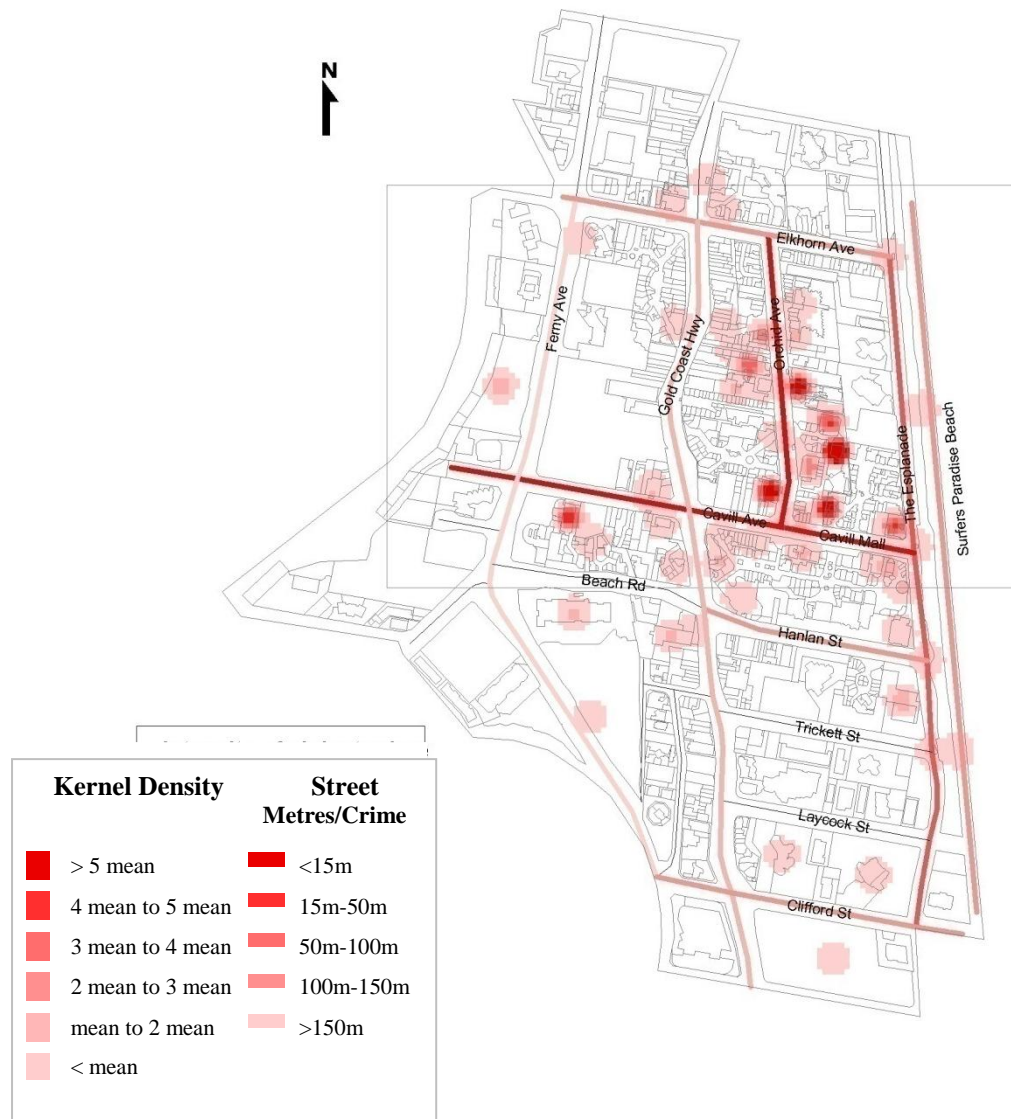 N
Elkhorn Ave
Ferny Ave
Orchid Ave
Gold Coast Hwy
The Esplanade
Surfers Paradise Beach
Cavill Ave
Cavill Mall
Beach Rd
Hanlan St
Trickett St
Laycock St
Clifford St
Kernel Density
> 5 mean
4 mean to 5 mean
3 mean to 4 mean
2 mean to 3 mean
mean to 2 mean
< mean
Street
Metres/Crime
<15m
15m-50m
50m-100m
100m-150m
>150m